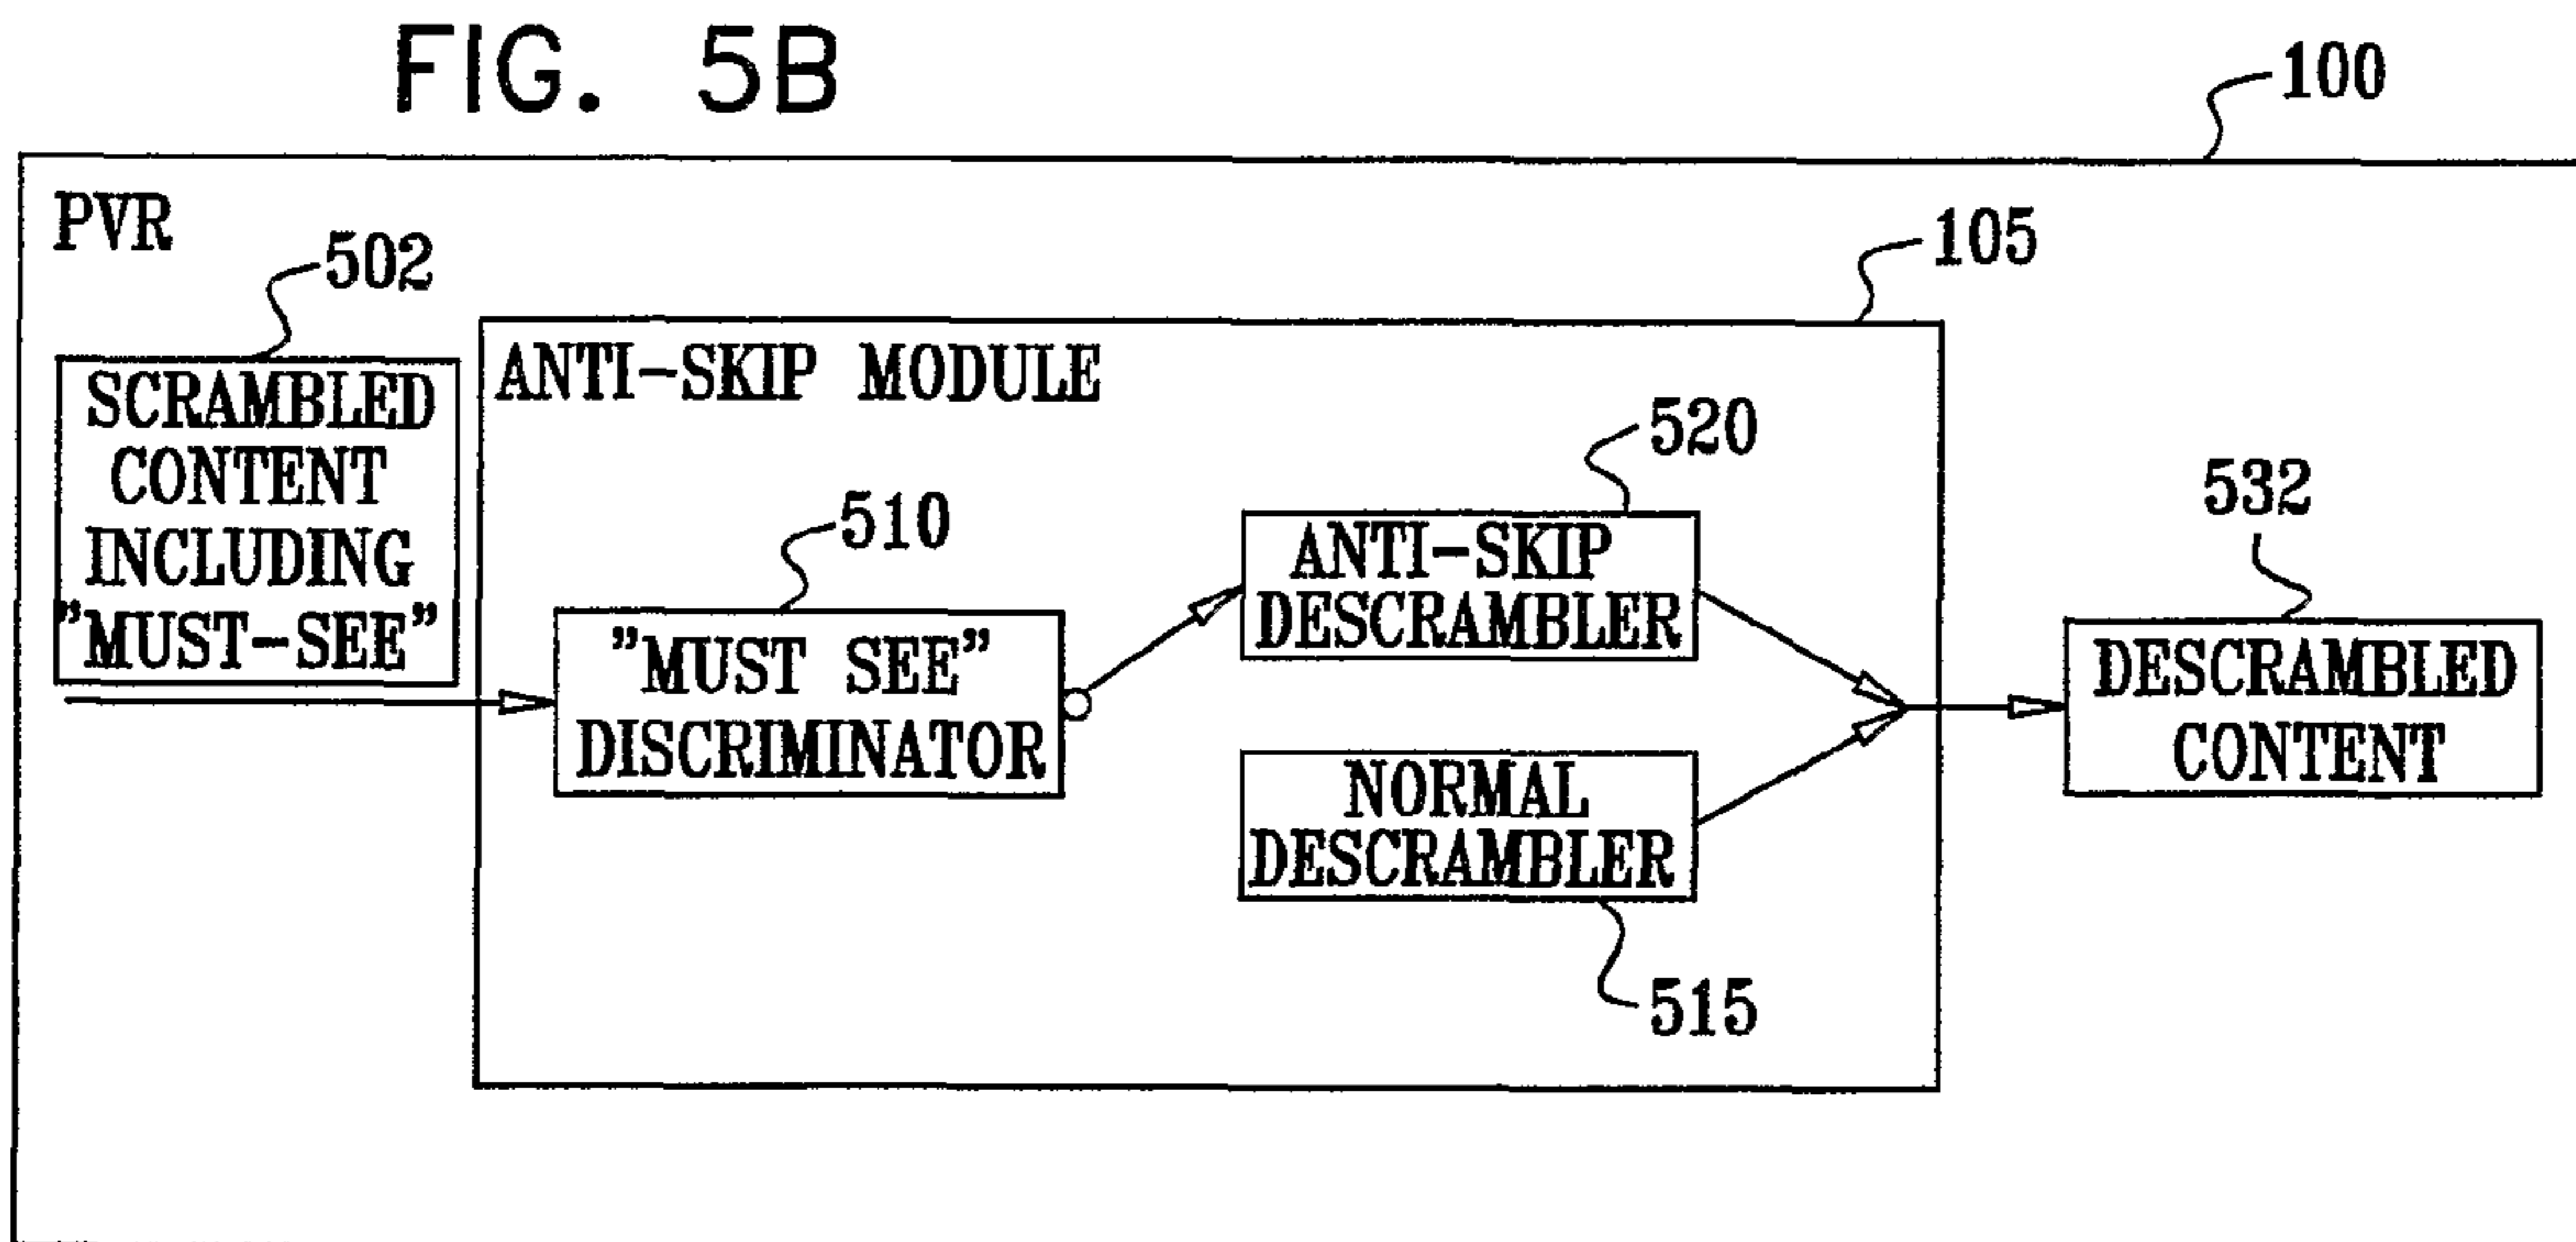 FIG. 5B
100
PVR
502
105
SCRAMBLED
CONTENT
INCLUDING
"MUST-SEE"
ANTI-SKIP MODULE
510
"MUST SEE"
DISCRIMINATOR
520
ANTI-SKIP
DESCRAMBLER
NORMAL
DESCRAMBLER
515
532
DESCRAMBLED
CONTENT